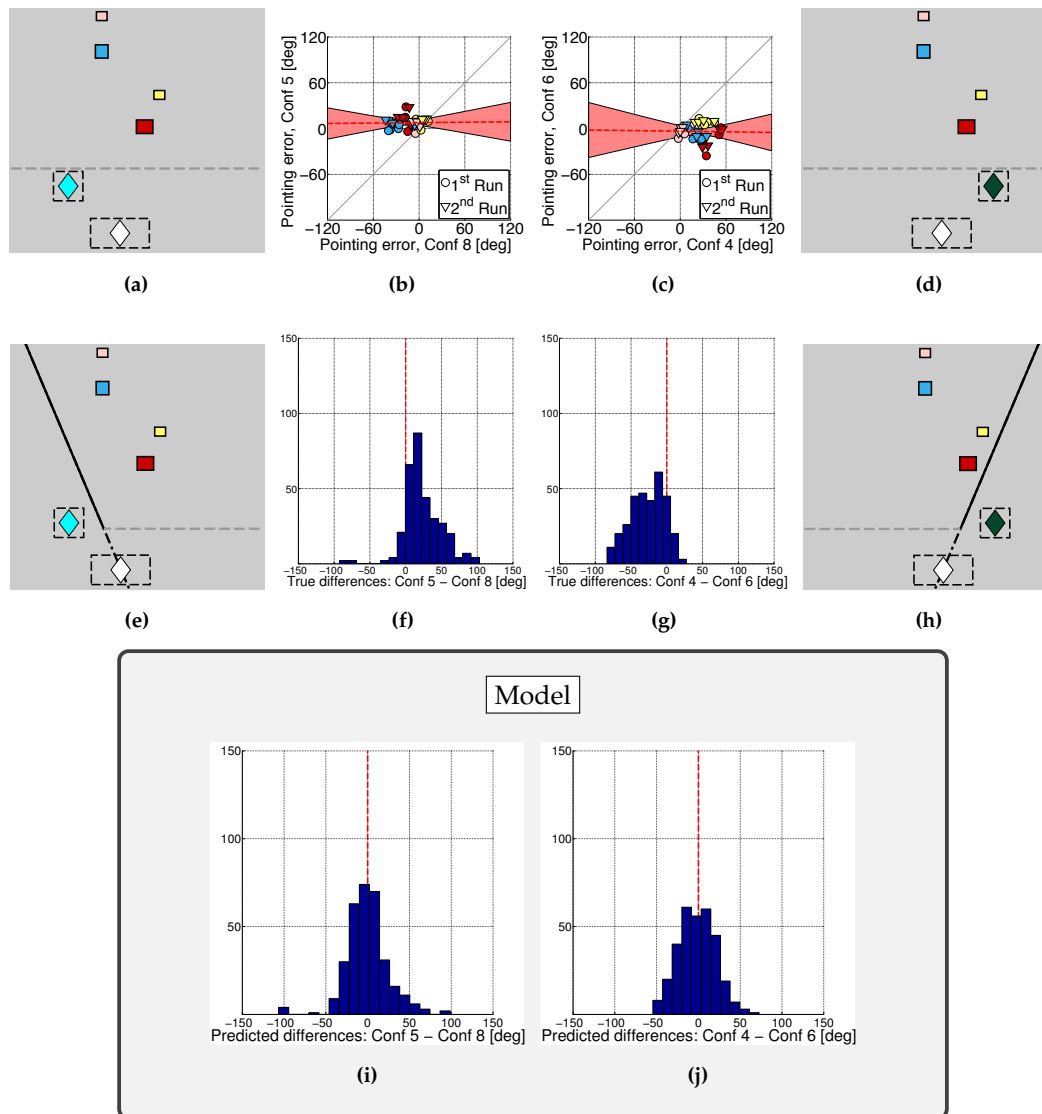 120
60
0
−60
−120
−120
−60
0
60
120
Pointing error, Conf 5 [deg]
Pointing error, Conf 8 [deg]
1st Run
2nd Run
120
60
0
−60
−120
−120
−60
0
60
120
Pointing error, Conf 6 [deg]
Pointing error, Conf 4 [deg]
1st Run
2nd Run
(a)
(b)
(c)
(d)
150
100
50
−150
−100
−50
0
50
100
150
True differences: Conf 5 − Conf 8 [deg]
150
100
50
−150
−100
−50
0
50
100
150
True differences: Conf 4 − Conf 6 [deg]
(e)
(f)
(g)
(h)
Model
150
100
50
−150
−100
−50
0
50
100
150
Predicted differences: Conf 5 − Conf 8 [deg]
150
100
50
−150
−100
−50
0
50
100
150
Predicted differences: Conf 4 − Conf 6 [deg]
(i)
(j)